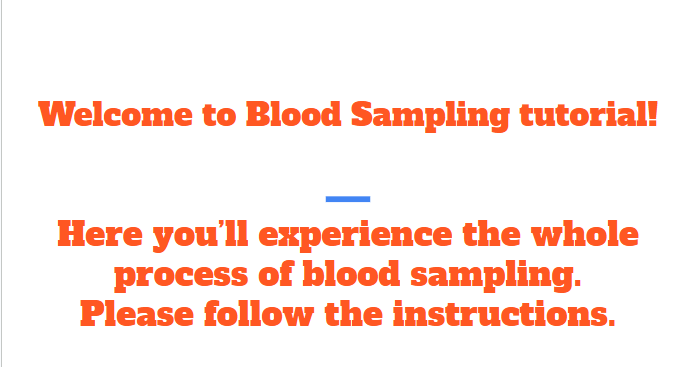 Welcome to Blood Sampling tutorial!
Here you’ll experience the whole
process of blood sampling.
Please follow the instructions.